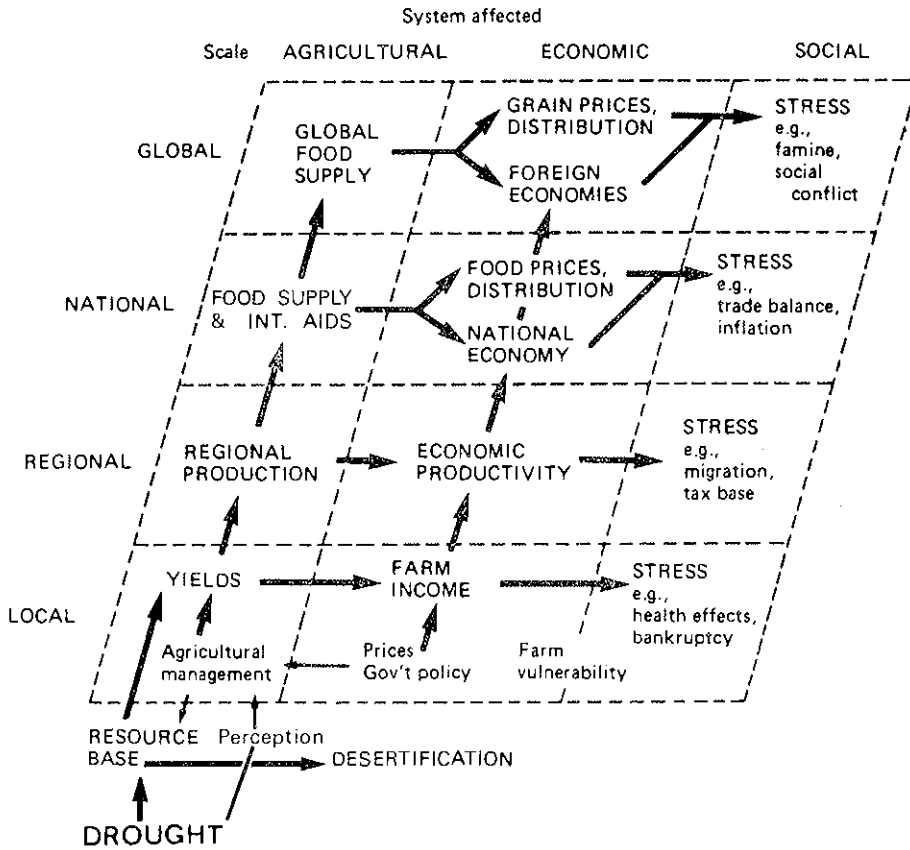 System affected
Scale AGRICULTURAL ECONOMIC SOCIAL
GLOBAL
GLOBAL
FOOD
SUPPLY
GRAIN PRICES,
DISTRIBUTION
FOREIGN
ECONOMIES
STRESS
e.g.,
famine,
social
conflict
NATIONAL
FOOD SUPPLY
& INT. AIDS
FOOD PRICES,
DISTRIBUTION
NATIONAL
ECONOMY
STRESS
e.g.,
trade balance,
inflation
REGIONAL
REGIONAL
PRODUCTION
ECONOMIC
PRODUCTIVITY
STRESS
e.g.,
migration,
tax base
LOCAL
YIELDS
FARM
INCOME
STRESS
e.g.,
health effects,
bankruptcy
Agricultural
management
Prices
Gov't policy
Farm
vulnerability
RESOURCE
BASE
Perception
DESERTIFICATION
DROUGHT